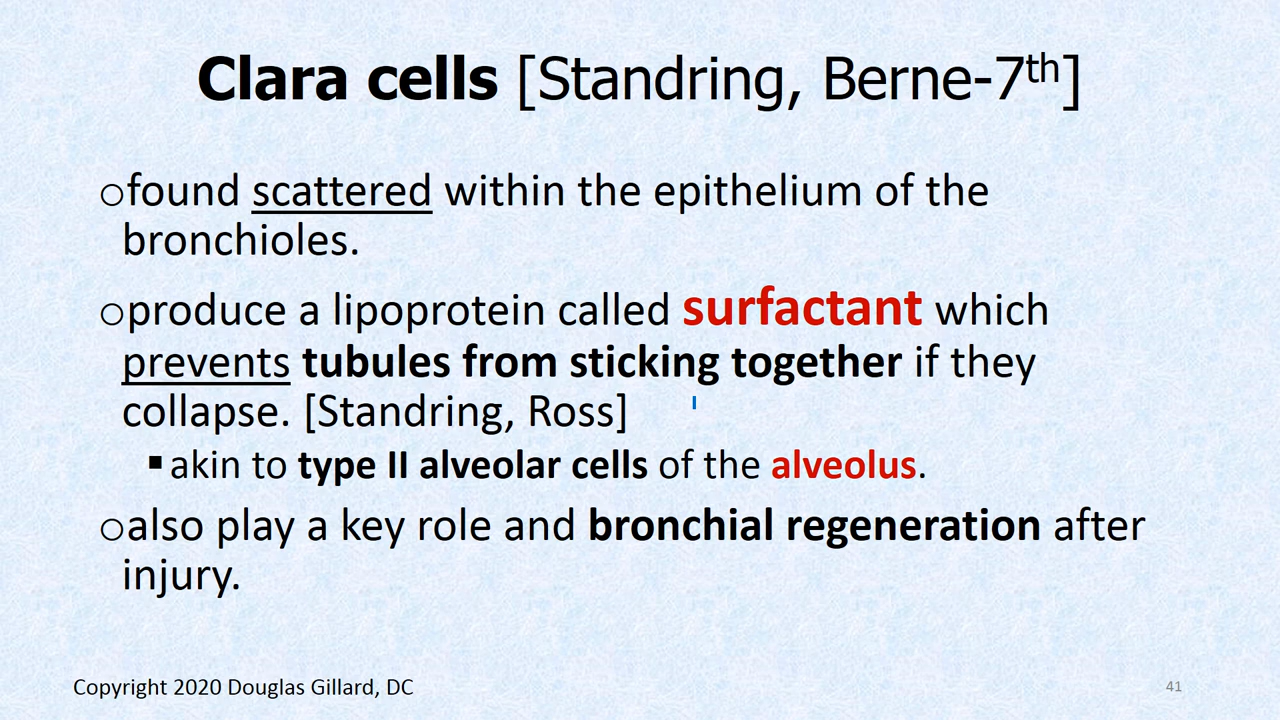 Clara cells [Standring, Berne-7th]
○found scattered within the epithelium of the
bronchioles.
○produce a lipoprotein called surfactant which
prevents tubules from sticking together if they
collapse. [Standring, Ross]
▪akin to type II alveolar cells of the alveolus.
○also play a key role and bronchial regeneration after
injury.
Copyright 2020 Douglas Gillard, DC
41